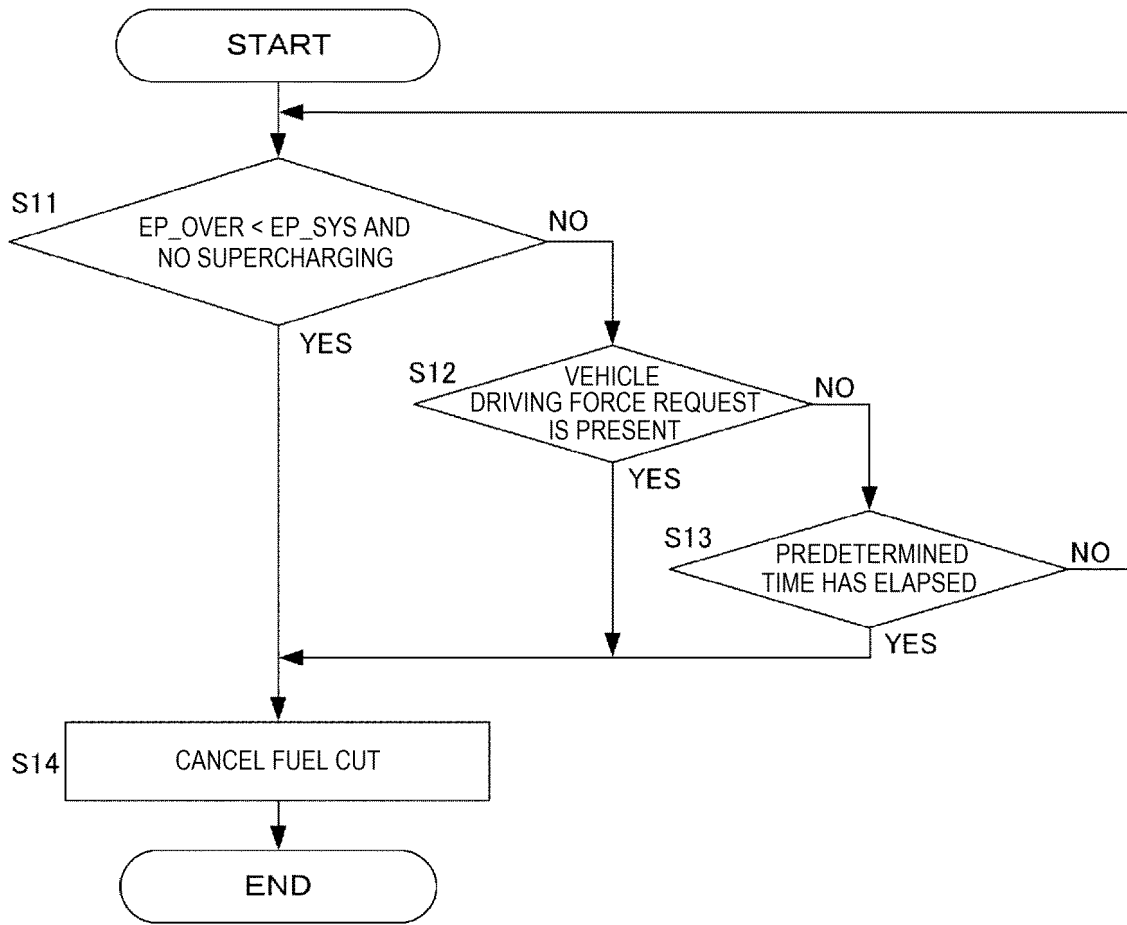 START
S11
EP_OVER < EP_SYS AND
NO SUPERCHARGING
NO
YES
S12
VEHICLE
DRIVING FORCE REQUEST
IS PRESENT
NO
YES
S13
PREDETERMINED
TIME HAS ELAPSED
NO
YES
S14
CANCEL FUEL CUT
END